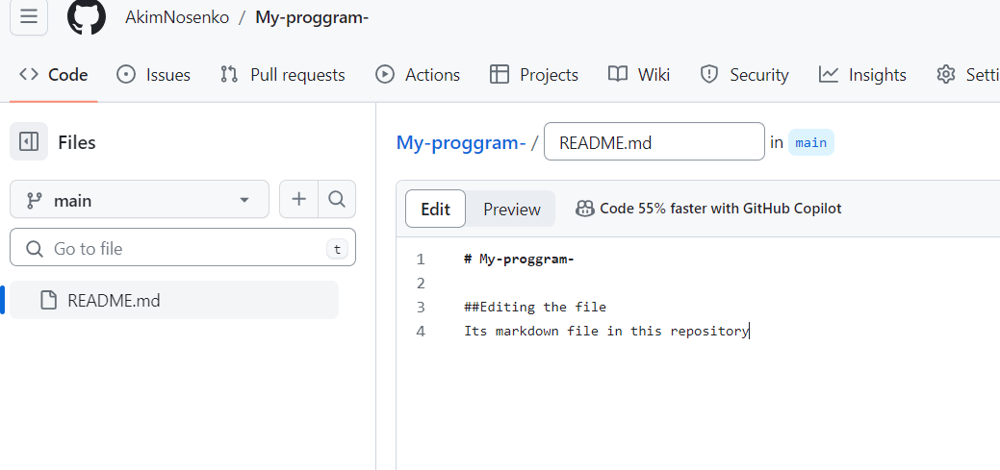 AkimNosenko / My-proggram-
Code Issues Pull requests Actions Projects Wiki Security Insights
Files
My-proggram- / README.md in main
main
Go to file t
README.md
Edit Preview Code 55% faster with GitHub Copilot
1 # My-proggram-
2
3 ##Editing the file
4 Its markdown file in this repository